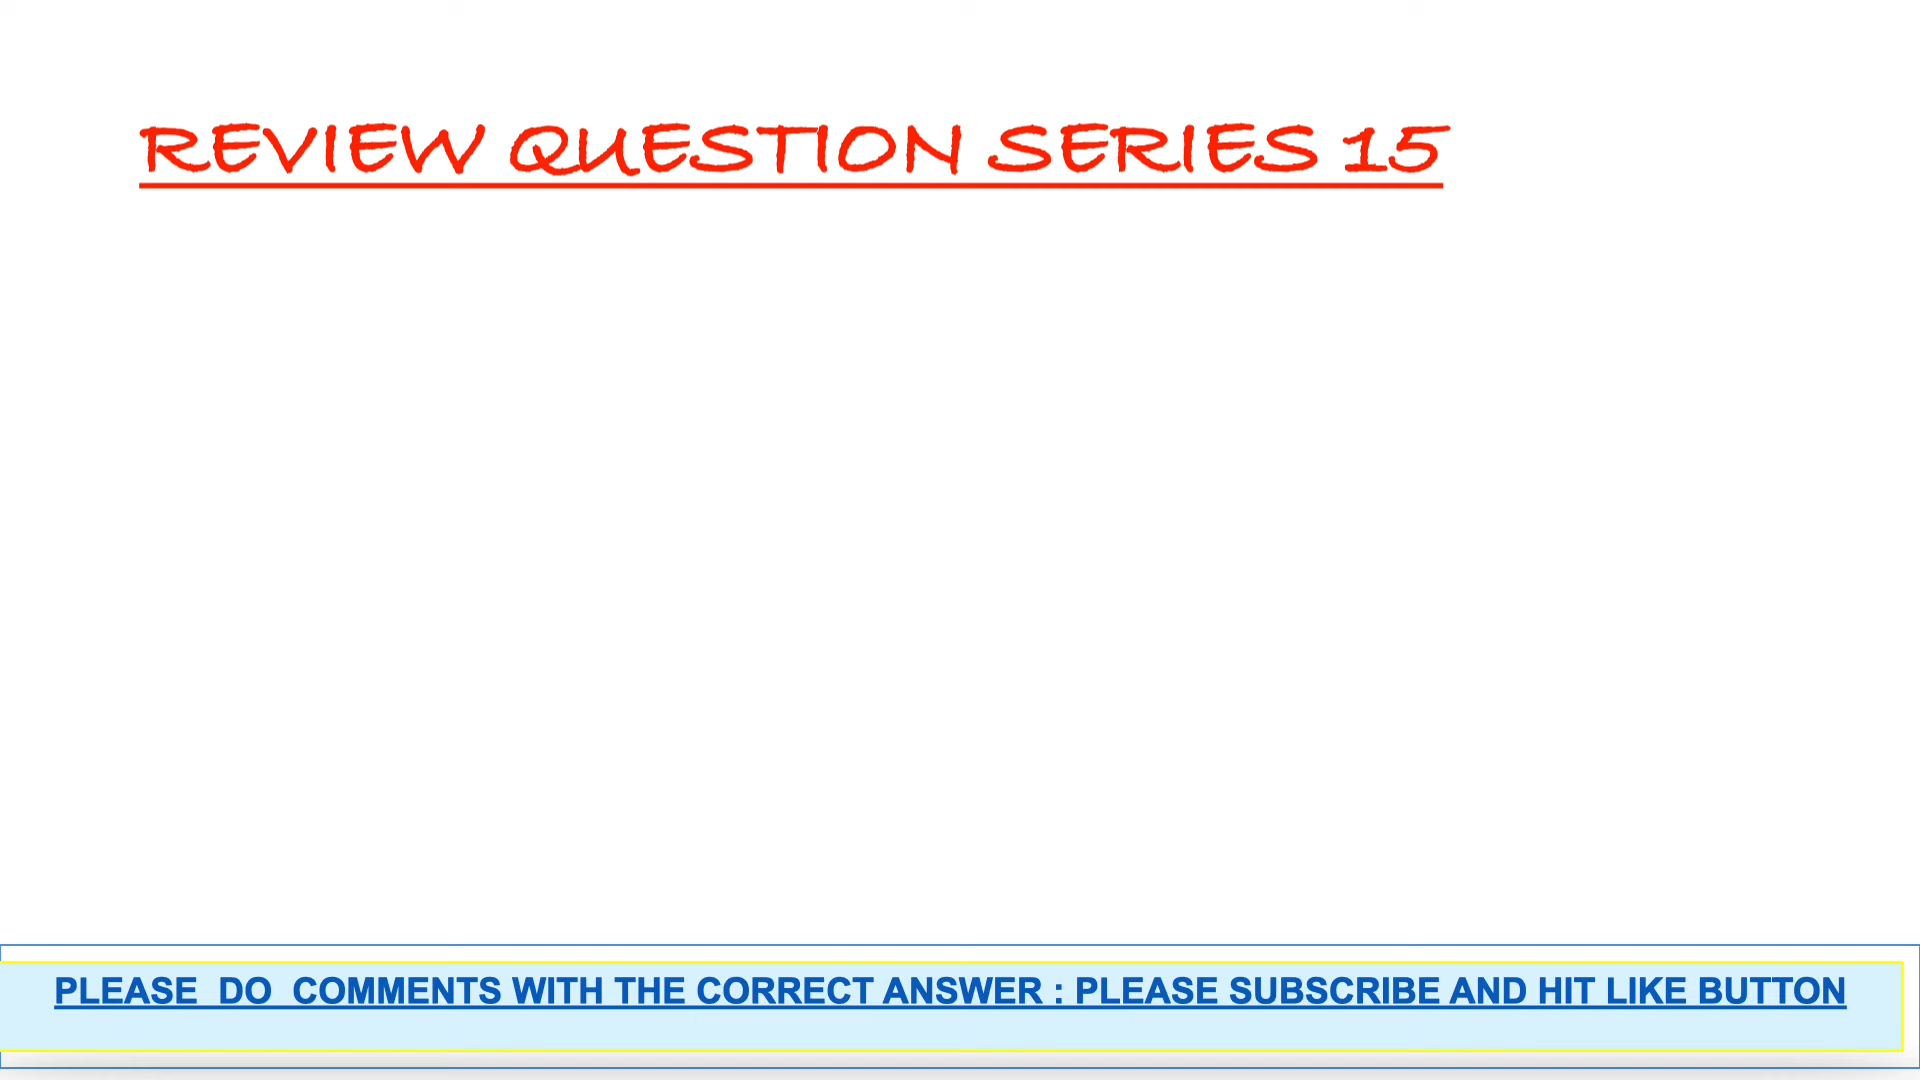 REVIEW QUESTION SERIES 15
PLEASE  DO  COMMENTS WITH THE CORRECT ANSWER : PLEASE SUBSCRIBE AND HIT LIKE BUTTON